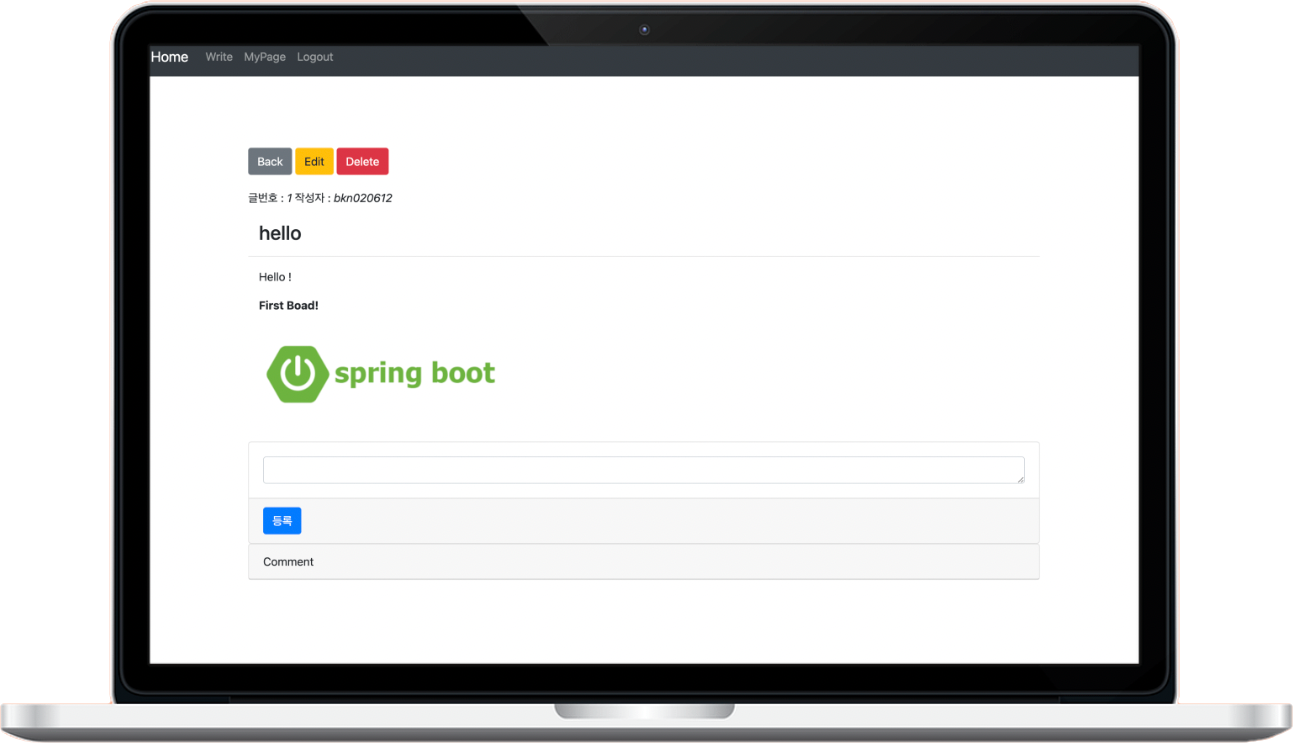 Home Write MyPage Logout
Back Edit Delete
글번호 : 1 작성자 : bkn020612
hello
Hello !
First Boad!
spring boot
등록
Comment